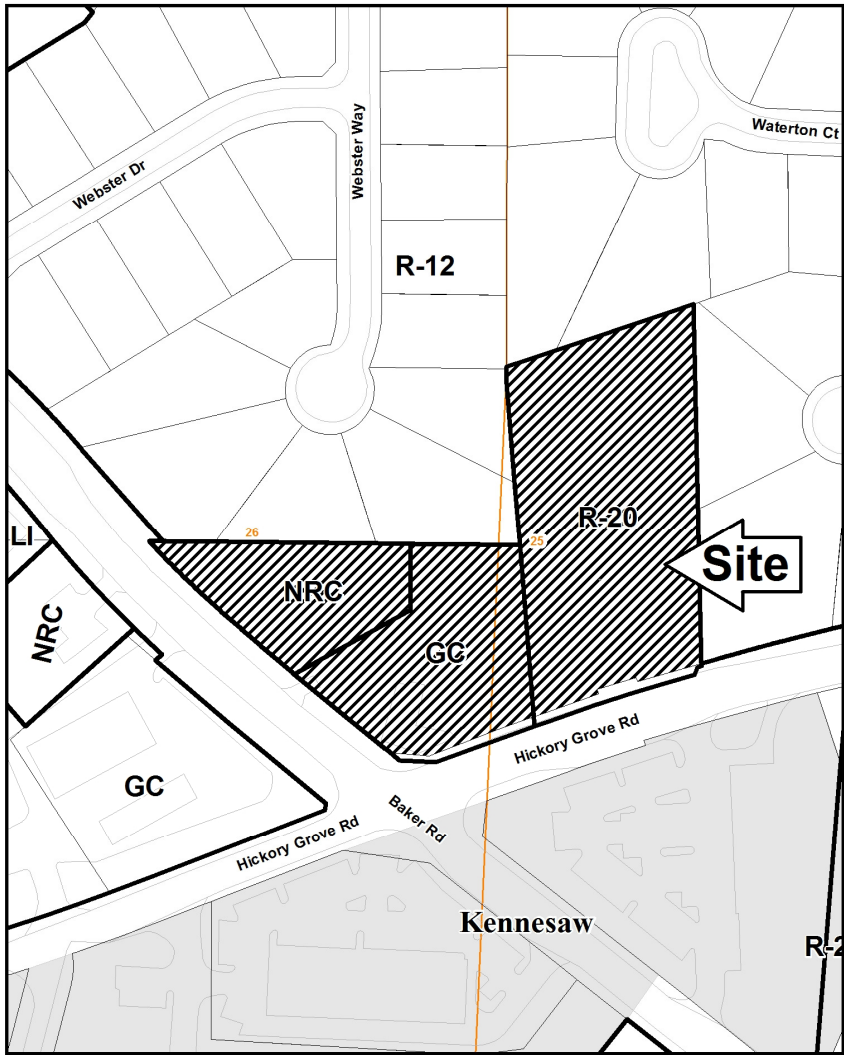 Waterton Ct
Webster Dr
Webster Way
R-12
R-20
26
25
LI
Site
NRC
NRC
GC
Hickory Grove Rd
GC
Baker Rd
Hickory Grove Rd
Kennesaw
R-2